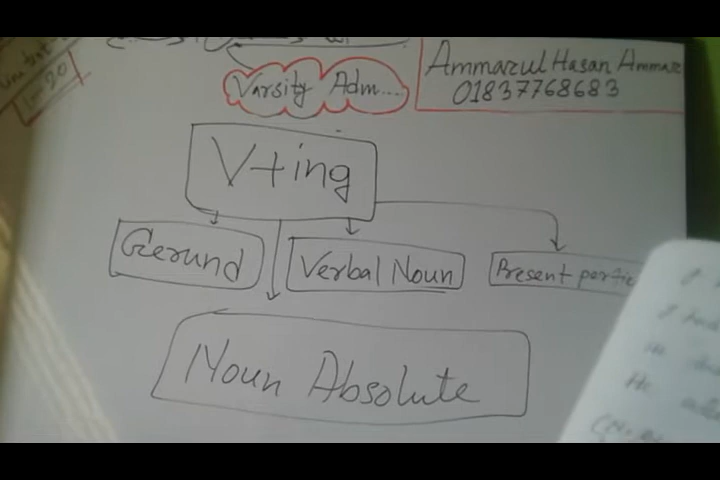 Varsity Adm...
Ammarul Hasan Ammar
01837768683
V+ing
Gerund
Verbal Noun
Present partic
Noun Absolute